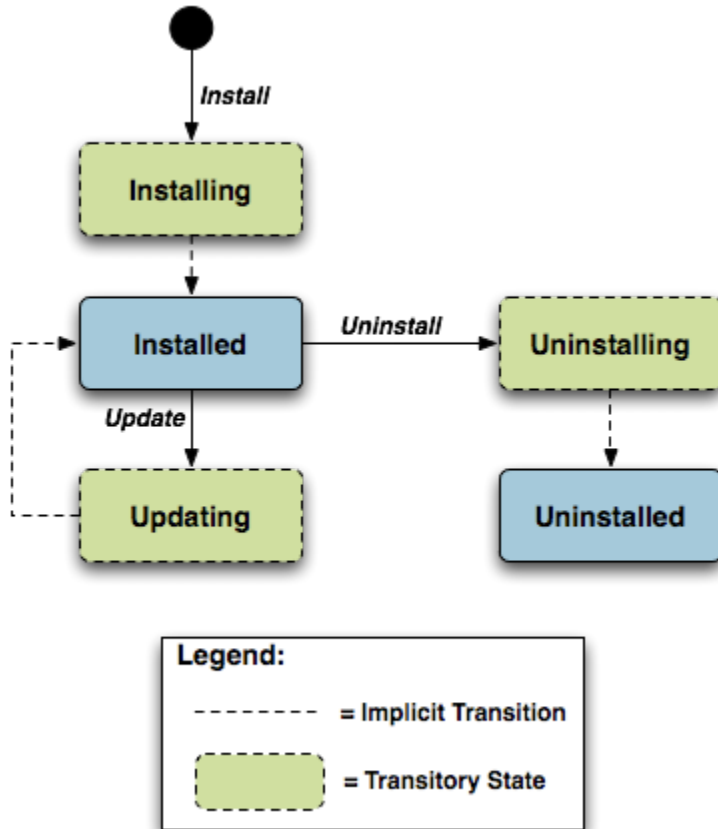 Install
Installing
Installed
Uninstall
Uninstalling
Update
Updating
Uninstalled
Legend:
= Implicit Transition
= Transitory State